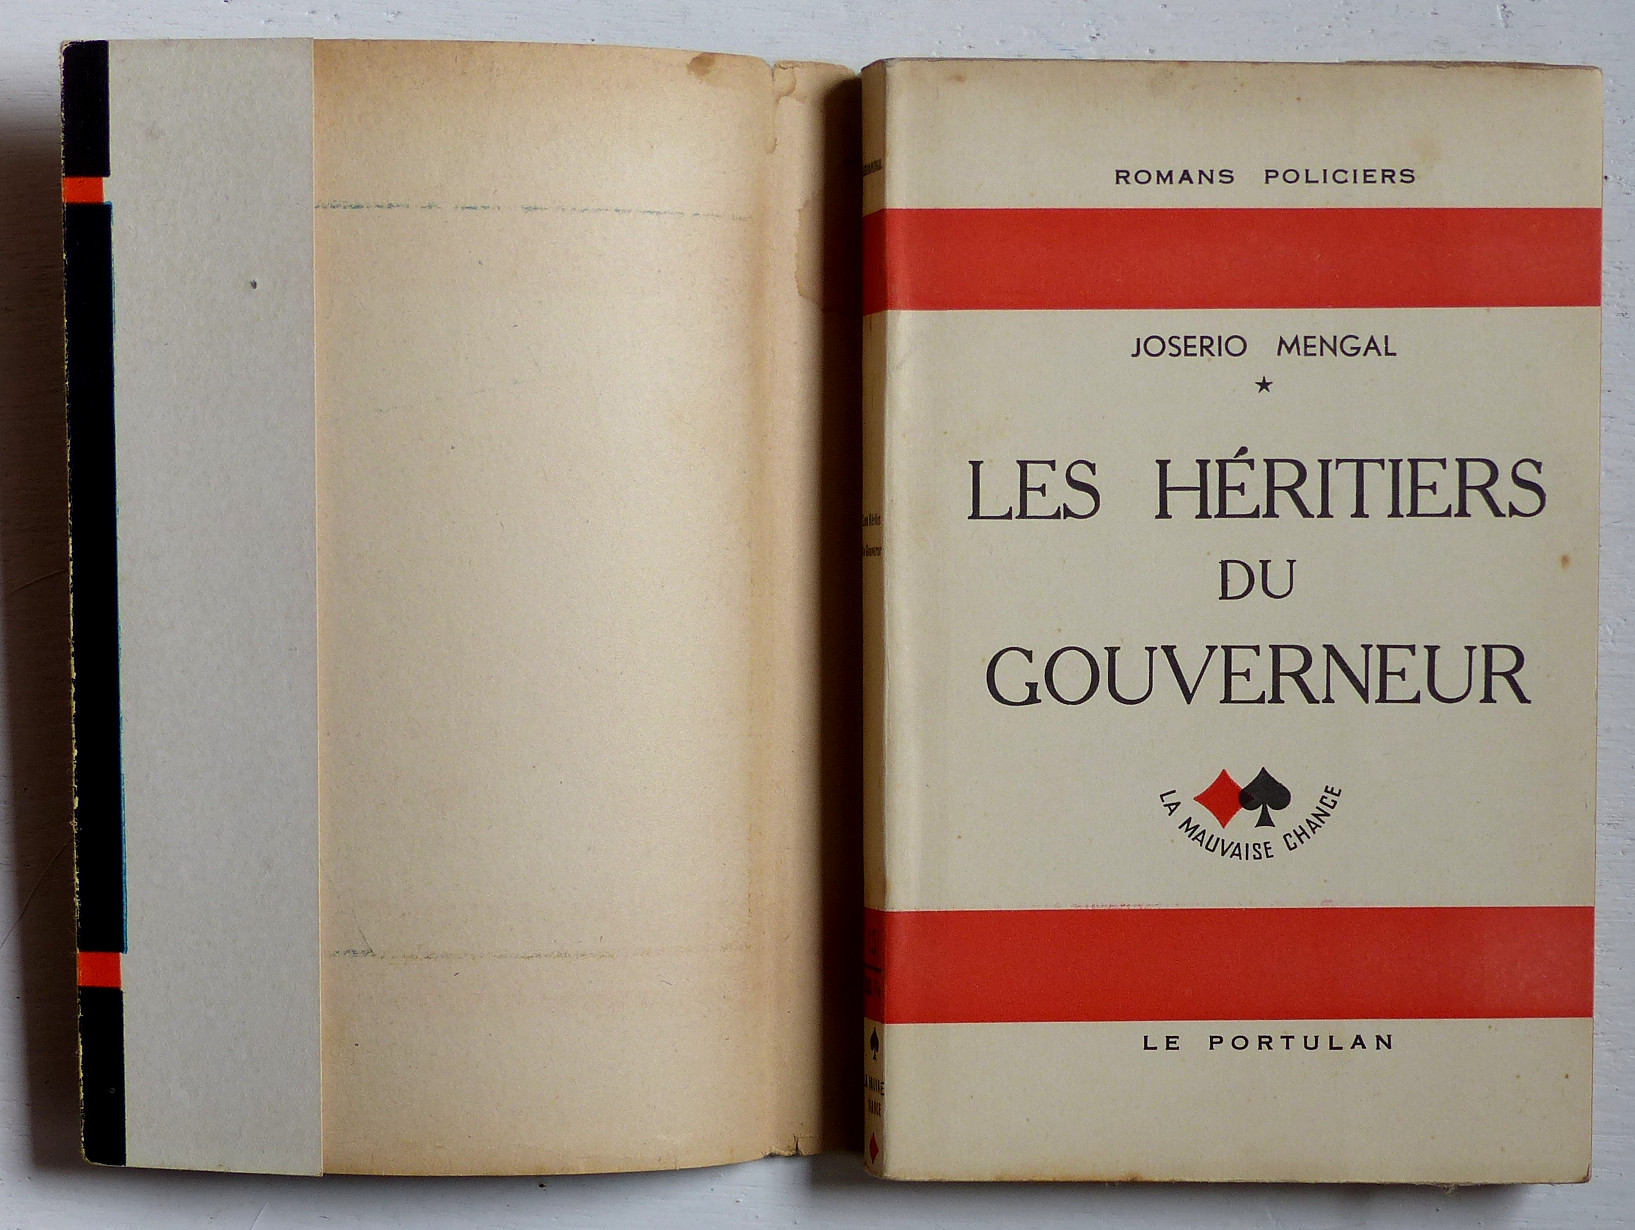 ROMANS POLICIERS
JOSERIO MENGAL
LES HÉRITIERS
DU
GOUVERNEUR
LA MAUVAISE CHANCE
LE PORTULAN